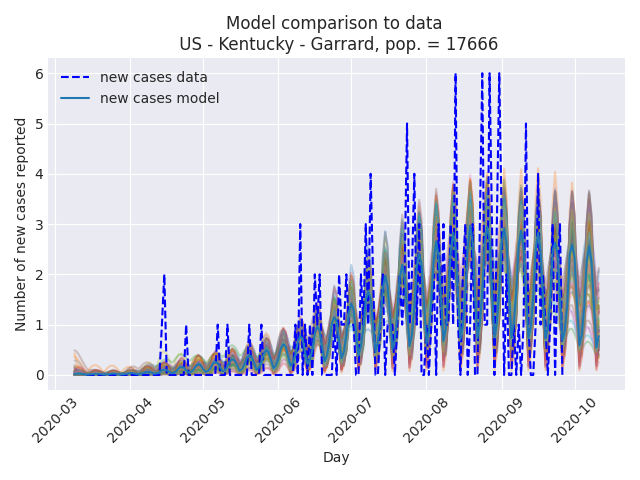 Model comparison to data
US - Kentucky - Garrard, pop. = 17666
new cases data
new cases model
Number of new cases reported
6
5
4
3
2
1
0
2020-03
2020-04
2020-05
2020-06
2020-07
2020-08
2020-09
2020-10
Day